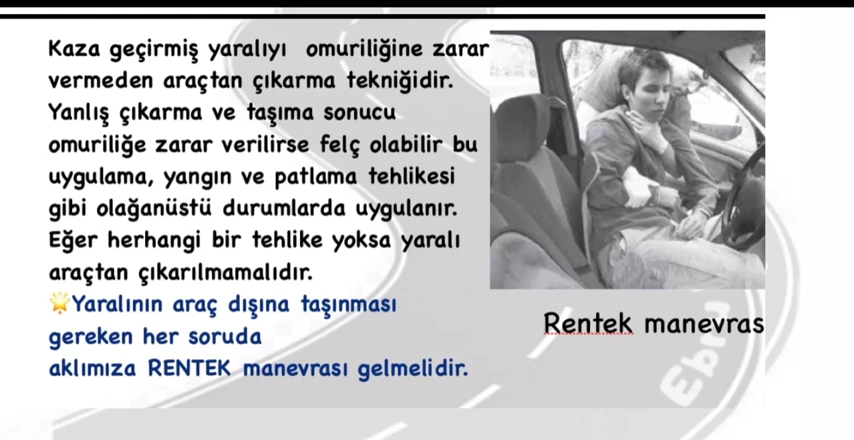 Kaza geçirmiş yaralıyı omuriliğine zarar
vermeden araçtan çıkarma tekniğidir.
Yanlış çıkarma ve taşıma sonucu
omuriliğe zarar verilirse felç olabilir bu
uygulama, yangın ve patlama tehlikesi
gibi olağanüstü durumlarda uygulanır.
Eğer herhangi bir tehlike yoksa yaralı
araçtan çıkarılmamalıdır.
🌟Yaralının araç dışına taşınması
gereken her soruda
aklımıza RENTEK manevrası gelmelidir.
Rentek manevras
Ebru